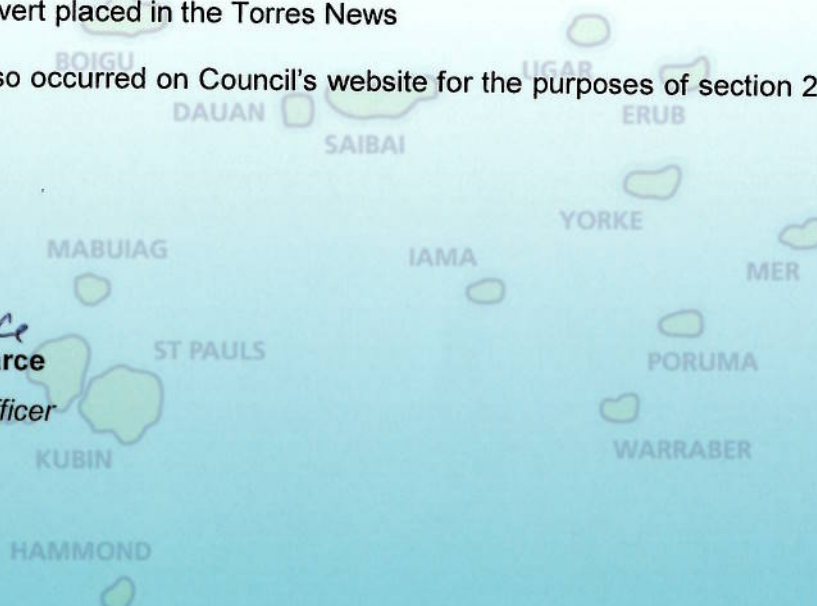 vert placed in the Torres News
BOIGU
UGAR
so occurred on Council's website for the purposes of section 2
DAUAN
ERUB
SAIBAI
YORKE
MABUIAG
IAMA
MER
ST PAULS
rce
PORUMA
fficer
KUBIN
WARRABER
HAMMOND